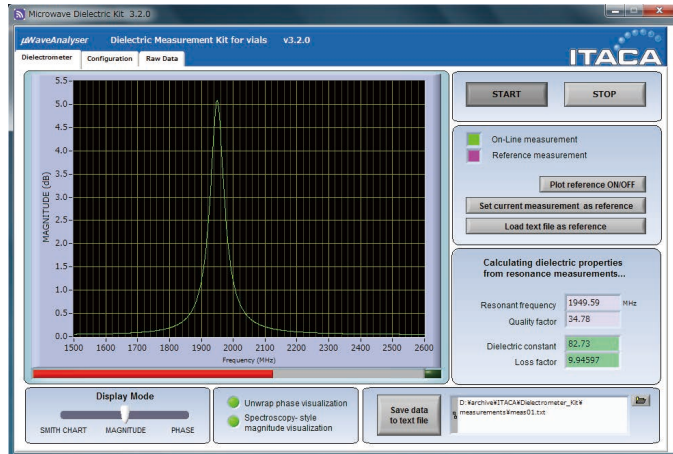 Microwave Dielectric Kit 3.2.0
µWaveAnalyser Dielectric Measurement Kit for vials v3.2.0
ITACA
Dielectrometer Configuration Raw Data
MAGNITUDE (dB)
5.5
5.0
4.5
4.0
3.5
3.0
2.5
2.0
1.5
1.0
0.5
0.0
1500 1600 1700 1800 1900 2000 2100 2200 2300 2400 2500 2600
Frequency (MHz)
START STOP
On-Line measurement
Reference measurement
Plot reference ON/OFF
Set current measurement as reference
Load text file as reference
Calculating dielectric properties
from resonance measurements...
Resonant frequency 1949.59 MHz
Quality factor 34.78
Dielectric constant 82.73
Loss factor 9.94597
Display Mode
SMITH CHART MAGNITUDE PHASE
Unwrap phase visualization
Spectroscopy- style
magnitude visualization
Save data
to text file
D:¥archive¥ITACA¥Dielectrometer_Kit¥
measurements¥meas01.txt